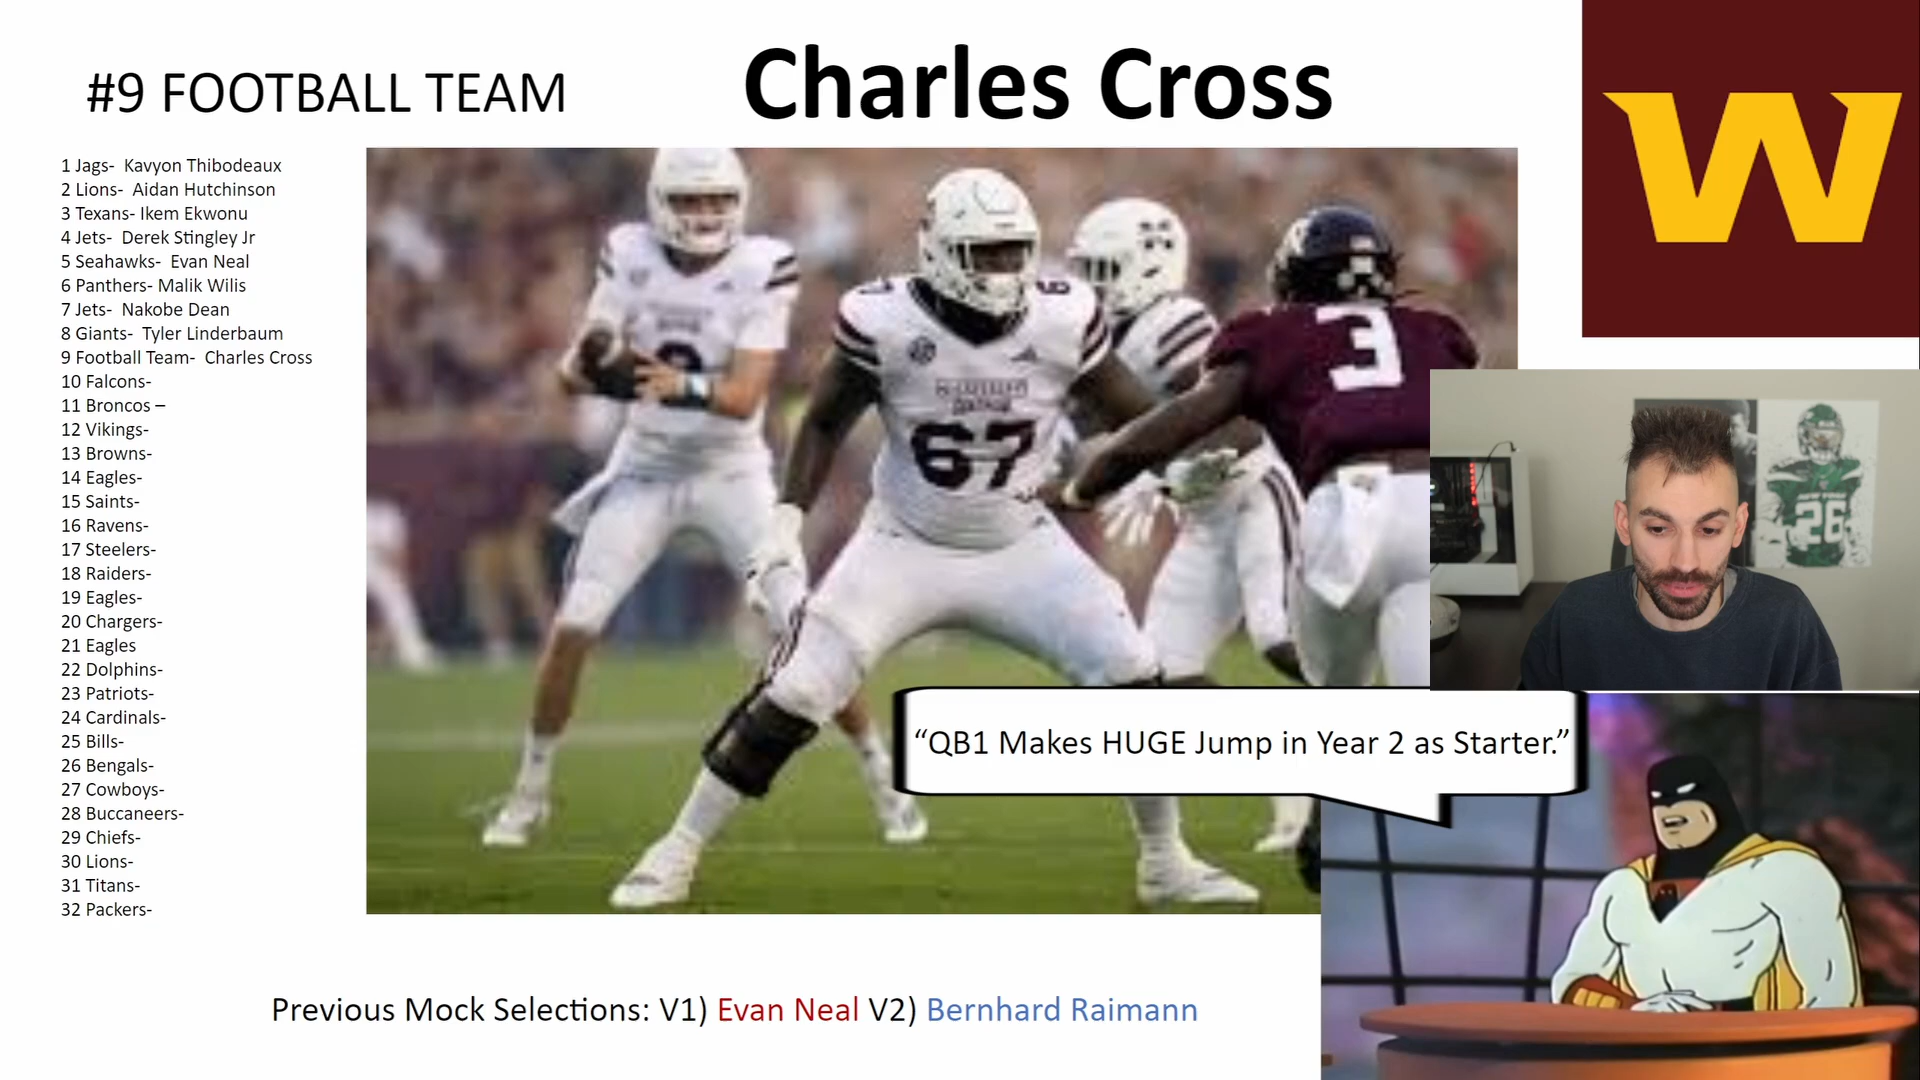 #9 FOOTBALL TEAM
Charles Cross
W
1 Jags- Kavyon Thibodeaux
2 Lions- Aidan Hutchinson
3 Texans- Ikem Ekwonu
4 Jets- Derek Stingley Jr
5 Seahawks- Evan Neal
6 Panthers- Malik Wilis
7 Jets- Nakobe Dean
8 Giants- Tyler Linderbaum
9 Football Team- Charles Cross
10 Falcons-
11 Broncos –
12 Vikings-
13 Browns-
14 Eagles-
15 Saints-
16 Ravens-
17 Steelers-
18 Raiders-
19 Eagles-
20 Chargers-
21 Eagles
22 Dolphins-
23 Patriots-
24 Cardinals-
25 Bills-
26 Bengals-
27 Cowboys-
28 Buccaneers-
29 Chiefs-
30 Lions-
31 Titans-
32 Packers-
67
3
NEW YORK
26
“QB1 Makes HUGE Jump in Year 2 as Starter.”
Previous Mock Selections: V1) Evan Neal V2) Bernhard Raimann